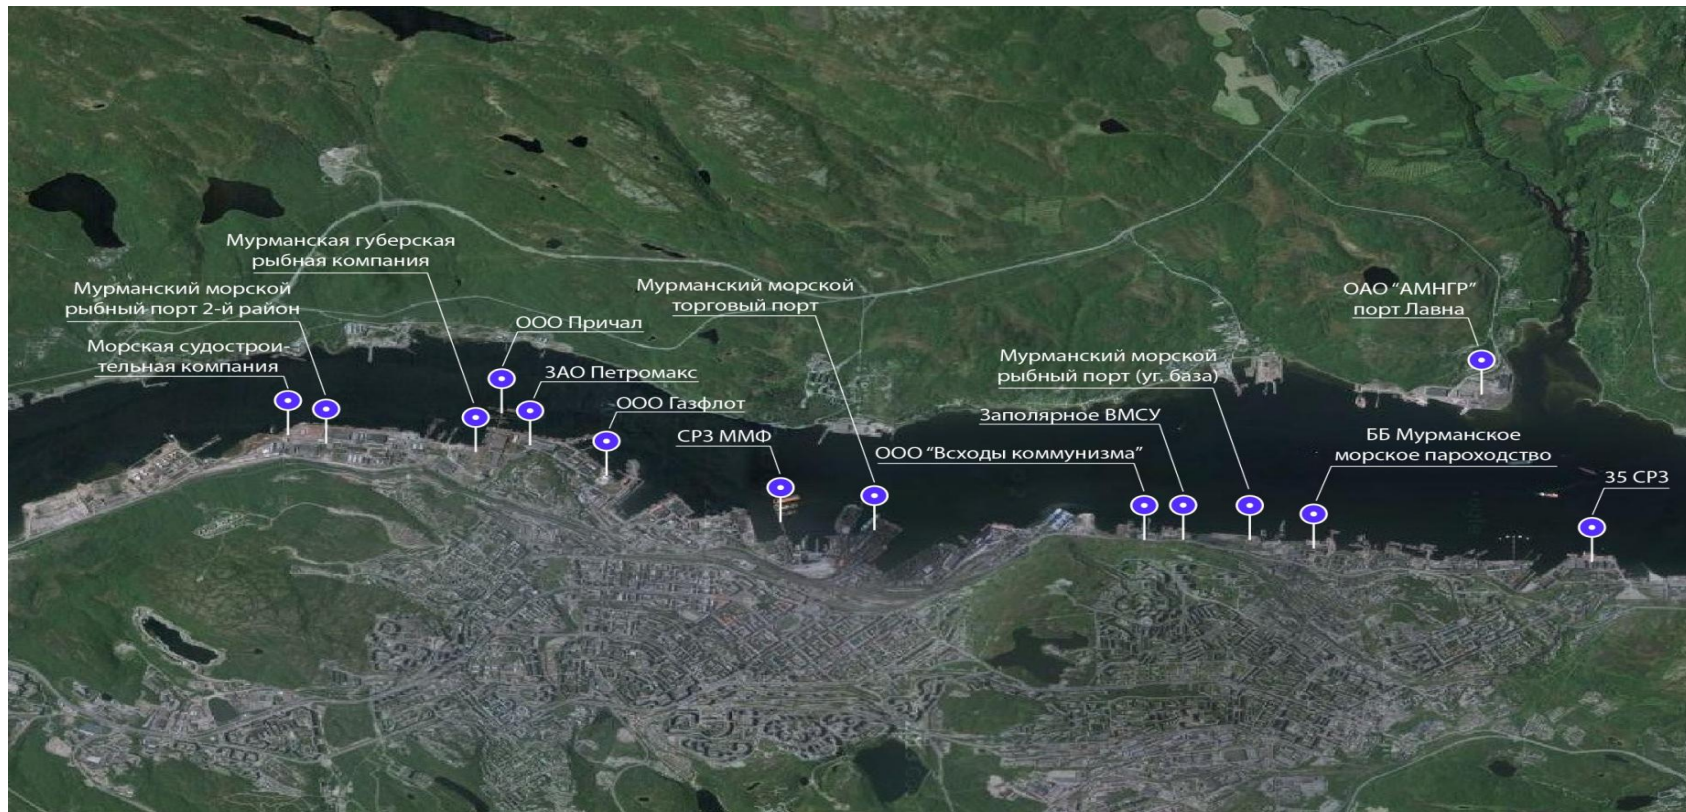 Мурманская губерская
рыбная компания
Мурманский морской
рыбный порт 2-й район
Морская судострои-
тельная компания
ООО Причал
ЗАО Петромакс
ООО Газфлот
Мурманский морской
торговый порт
СРЗ ММФ
ООО “Всходы коммунизма”
Заполярное ВМСУ
Мурманский морской
рыбный порт (уг. база)
ОАО “АМНГР”
порт Лавна
ББ Мурманское
морское пароходство
35 СРЗ